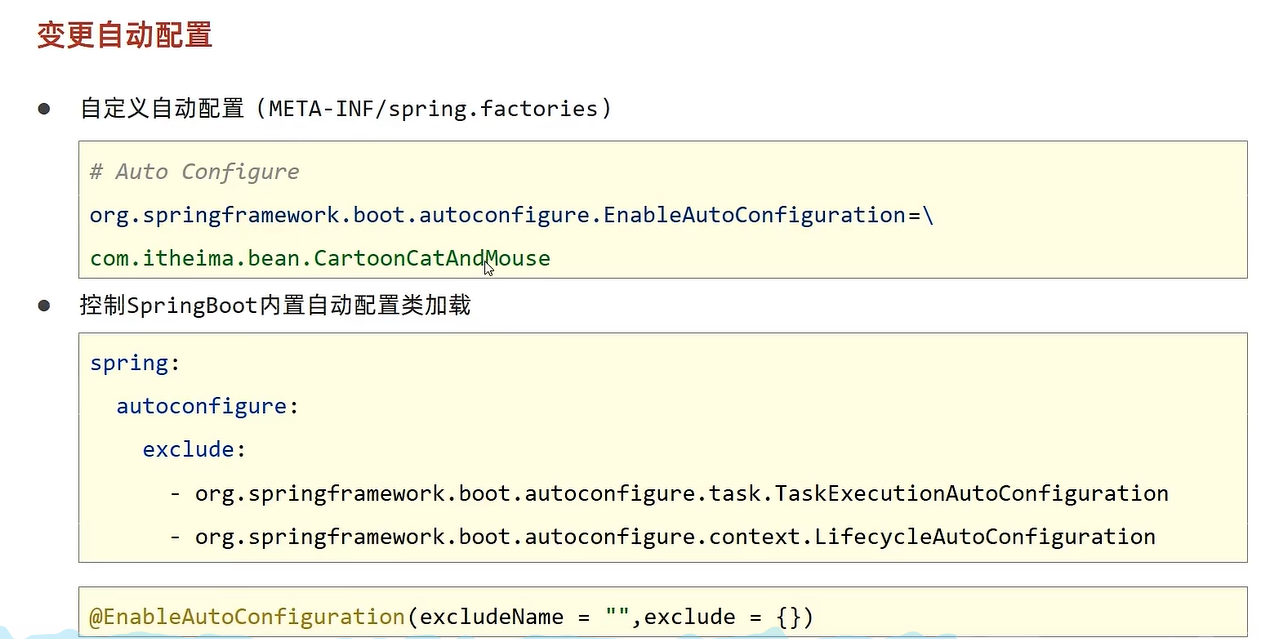 变更自动配置
● 自定义自动配置（META-INF/spring.factories）
# Auto Configure
org.springframework.boot.autoconfigure.EnableAutoConfiguration=\
com.itheima.bean.CartoonCatAndMouse
● 控制SpringBoot内置自动配置类加载
spring:
  autoconfigure:
    exclude:
      - org.springframework.boot.autoconfigure.task.TaskExecutionAutoConfiguration
      - org.springframework.boot.autoconfigure.context.LifecycleAutoConfiguration
@EnableAutoConfiguration(excludeName = "",exclude = {})